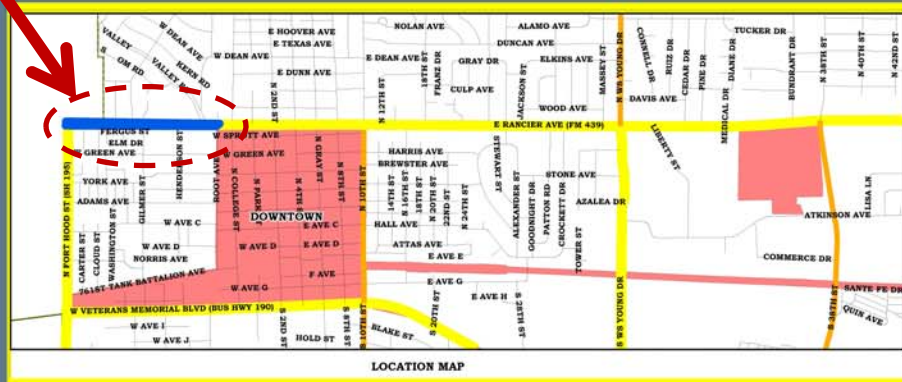 NOLAN AVE
ALAMO AVE
TUCKER DR
E HOOVER AVE
E TEXAS AVE
DUNCAN AVE
W DEAN AVE
VALLEY
W DEAN AVE
E DEAN AVE
18TH ST
FRANZ DR
GRAY DR
ELKINS AVE
MASSEY ST
N WS YOUNG DR
CONNELL DR
RUIZ DR
CEDAR DR
PINE DR
DIANE DR
BUNDRANT DR
N 38TH ST
N 40TH ST
N 42ND ST
OM RD
VALLEY
KERN RD
E DUNN AVE
N 2ND ST
N 12TH ST
CULP AVE
JACKSON ST
WOOD AVE
DAVIS AVE
MEDICAL DR
FERGUS ST
W SPRUTT AVE
E RANCIER AVE (FM 439)
ELM DR
W GREEN AVE
HENDERSON ST
ROOT AVE
W GREEN AVE
N GRAY ST
N 8TH ST
N 10TH ST
HARRIS AVE
BREWSTER AVE
STEWART ST
LIBERTY ST
STONE AVE
YORK AVE
ADAMS AVE
GILMER ST
N COLLEGE ST
N PARK
N 4TH ST
14TH ST
N 16TH ST
18TH ST
N 20TH ST
22ND ST
N 24TH ST
ALEXANDER ST
GOODNIGHT DR
PATTON RD
CROCKETT DR
AZALEA DR
LISA LN
ATKINSON AVE
N FORT HOOD ST (SH 195)
WASHINGTON ST
W AVE C
DOWNTOWN
E AVE C
HALL AVE
CARTER ST
CLOUD ST
W AVE D
NORRIS AVE
W AVE D
E AVE D
ATTAS AVE
E AVE E
TOWER ST
COMMERCE DR
761ST TANK BATTALION AVE
F AVE
W AVE G
E AVE G
E AVE H
SANTE FE DR
W VETERANS MEMORIAL BLVD (BUS HWY 190)
S 20TH ST
S 28TH ST
S WS YOUNG DR
S 38TH ST
QUIN AVE
W AVE I
W AVE J
S 2ND ST
HOLD ST
S 8TH ST
S 10TH ST
BLAKE ST
LOCATION MAP